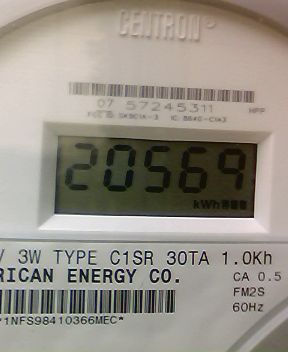 CENTRON®
07 57245311
HPP
20569
kWh
V 3W TYPE C1SR 30TA 1.0Kh
RICAN ENERGY CO.
CA 0.5
FM2S
60Hz
*1NFS98410366MEC*